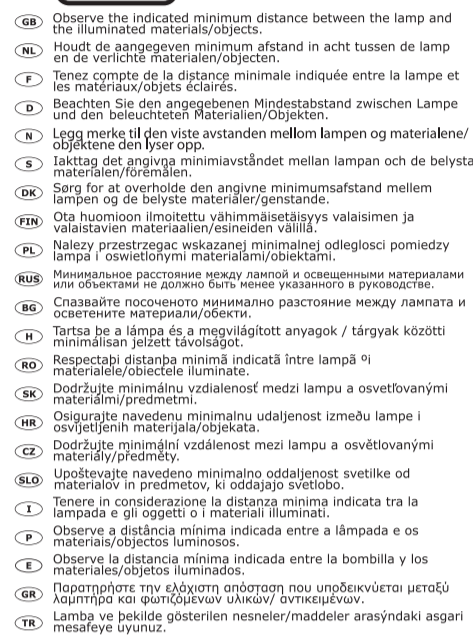 GB Observe the indicated minimum distance between the lamp and
the illuminated materials/objects.
NL Houdt de aangegeven minimum afstand in acht tussen de lamp
en de verlichte materialen/objecten.
F Tenez compte de la distance minimale indiquée entre la lampe et
les matériaux/objets éclairés.
D Beachten Sie den angegebenen Mindestabstand zwischen Lampe
und den beleuchteten Materialien/Objekten.
N Legg merke til den viste avstanden mellom lampen og materialene/
objektene den lyser opp.
S Iakttag det angivna minimiavståndet mellan lampan och de belysta
materialen/föremålen.
DK Sørg for at overholde den angivne minimumsafstand mellem
lampen og de belyste materialer/genstande.
FIN Ota huomioon ilmoitettu vähimmäisetäisyys valaisimen ja
valaistavien materiaalien/esineiden välillä.
PL Nalezy przestrzegac wskazanej minimalnej odleglosci pomiedzy
lampa i oswietlonymi materialami/obiektami.
RUS Минимальное расстояние между лампой и освещенными материалами
или объектами не должно быть менее указанного в руководстве.
BG Спазвайте посоченото минимално разстояние между лампата и
осветените материали/обекти.
H Tartsa be a lámpa és a megvilágított anyagok / tárgyak közötti
minimálisan jelzett távolságot.
RO Respectaþi distanþa minimã indicatã între lampã ºi
materialele/obiectele iluminate.
SK Dodržujte minimálnu vzdialenosť medzi lampu a osvetľovanými
materiálmi/predmetmi.
HR Osigurajte navedenu minimalnu udaljenost između lampe i
osvijetljenih materijala/objekata.
CZ Dodržujte minimální vzdálenost mezi lampu a osvětlovanými
materiály/předměty.
SLO Upoštevajte navedeno minimalno oddaljenost svetilke od
materialov in predmetov, ki oddajajo svetlobo.
I Tenere in considerazione la distanza minima indicata tra la
lampada e gli oggetti o i materiali illuminati.
P Observe a distância mínima indicada entre a lâmpada e os
materiais/objectos luminosos.
E Observe la distancia mínima indicada entre la bombilla y los
materiales/objetos iluminados.
GR Παρατηρήστε την ελάχιστη απόσταση που υποδεικνύεται μεταξύ
λαμπτήρα και φωτιζόμενων υλικών/ αντικειμένων.
TR Lamba ve þekilde gösterilen nesneler/maddeler arasýndaki asgari
mesafeye uyunuz.